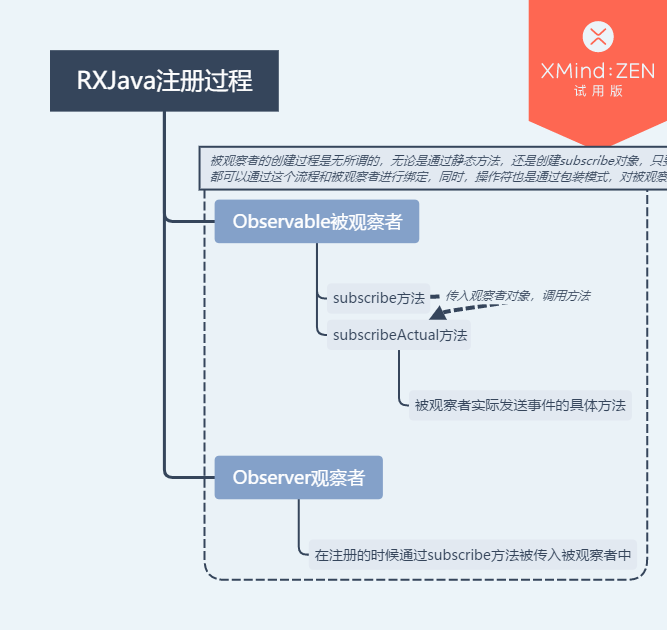 XMind:ZEN
试用版
RXJava注册过程
被观察者的创建过程是无所谓的，无论是通过静态方法，还是创建subscribe对象，只
都可以通过这个流程和被观察者进行绑定，同时，操作符也是通过包装模式，对被观
Observable被观察者
subscribe方法
传入观察者对象，调用方法
subscribeActual方法
被观察者实际发送事件的具体方法
Observer观察者
在注册的时候通过subscribe方法被传入被观察者中